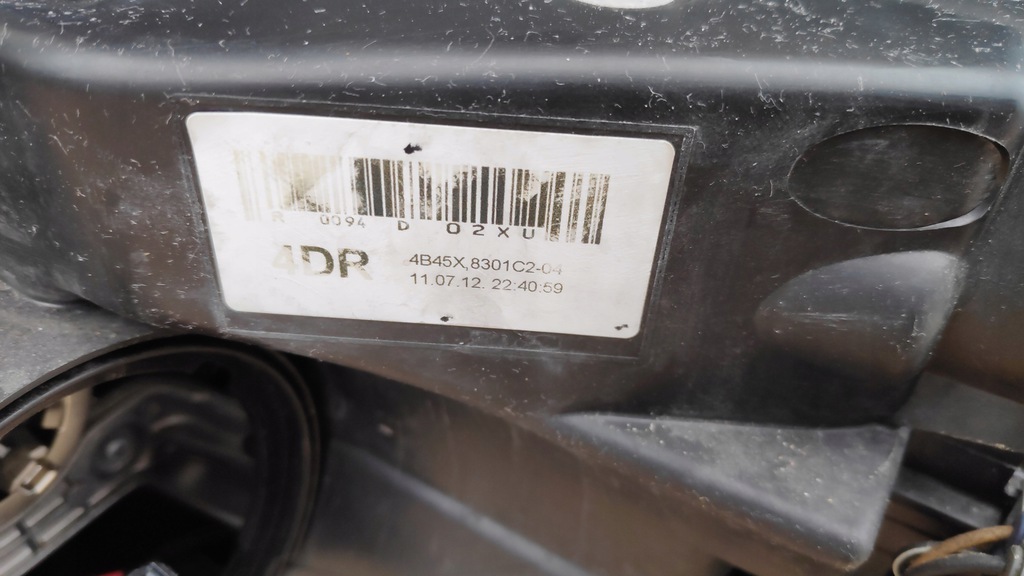 R 0094 D 02XU
4DR
4B45X,8301C2-04
11.07.12. 22:40:59